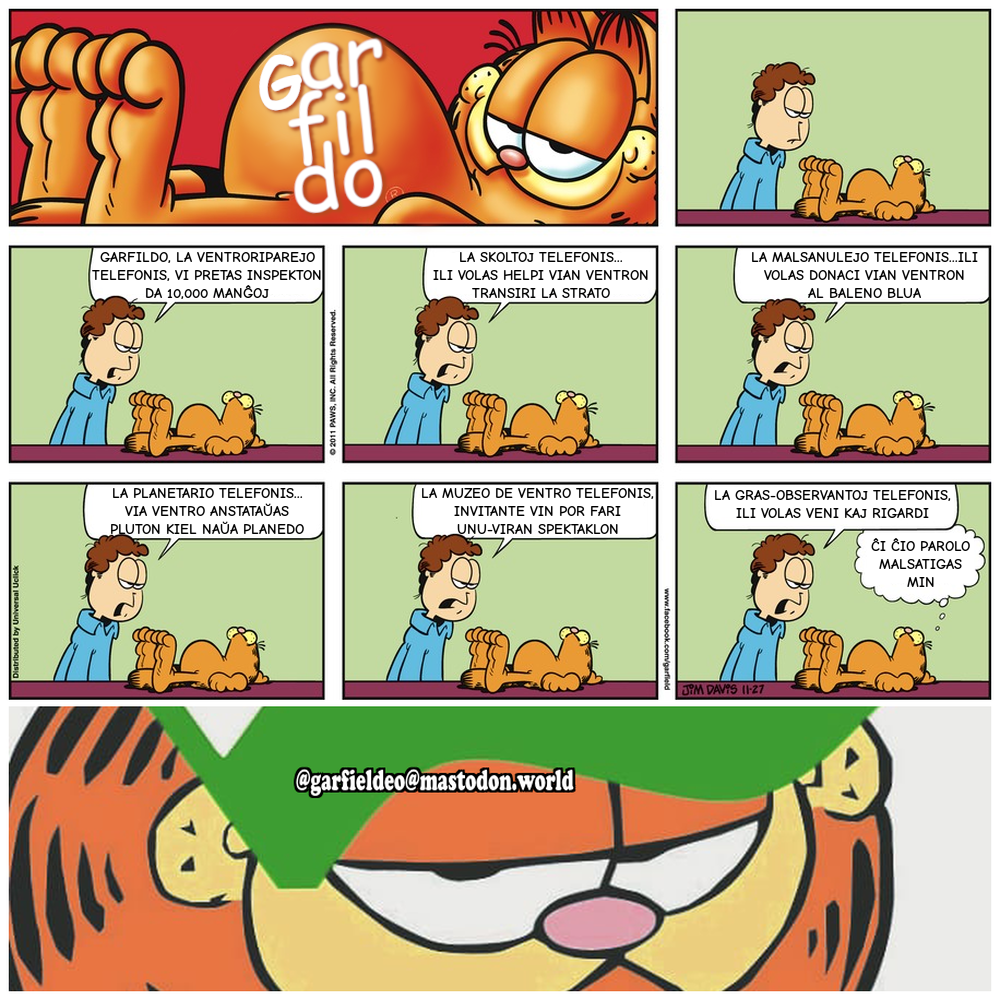 Gar
fil
do
GARFILDO, LA VENTRORIPAREJO
TELEFONIS, VI PRETAS INSPEKTON
DA 10,000 MANĜOJ
© 2011 PAWS, INC. All Rights Reserved.
LA SKOLTOJ TELEFONIS...
ILI VOLAS HELPI VIAN VENTRON
TRANSIRI LA STRATO
LA MALSANULEJO TELEFONIS...ILI
VOLAS DONACI VIAN VENTRON
AL BALENO BLUA
Distributed by Universal Uclick
LA PLANETARIO TELEFONIS...
VIA VENTRO ANSTATAŬAS
PLUTON KIEL NAŬA PLANEDO
LA MUZEO DE VENTRO TELEFONIS,
INVITANTE VIN POR FARI
UNU-VIRAN SPEKTAKLON
www.facebook.com/garfield
LA GRAS-OBSERVANTOJ TELEFONIS,
ILI VOLAS VENI KAJ RIGARDI
ĈI ĈIO PAROLO
MALSATIGAS
MIN
JIM DAVIS 11-27
@garfieldeo@mastodon.world